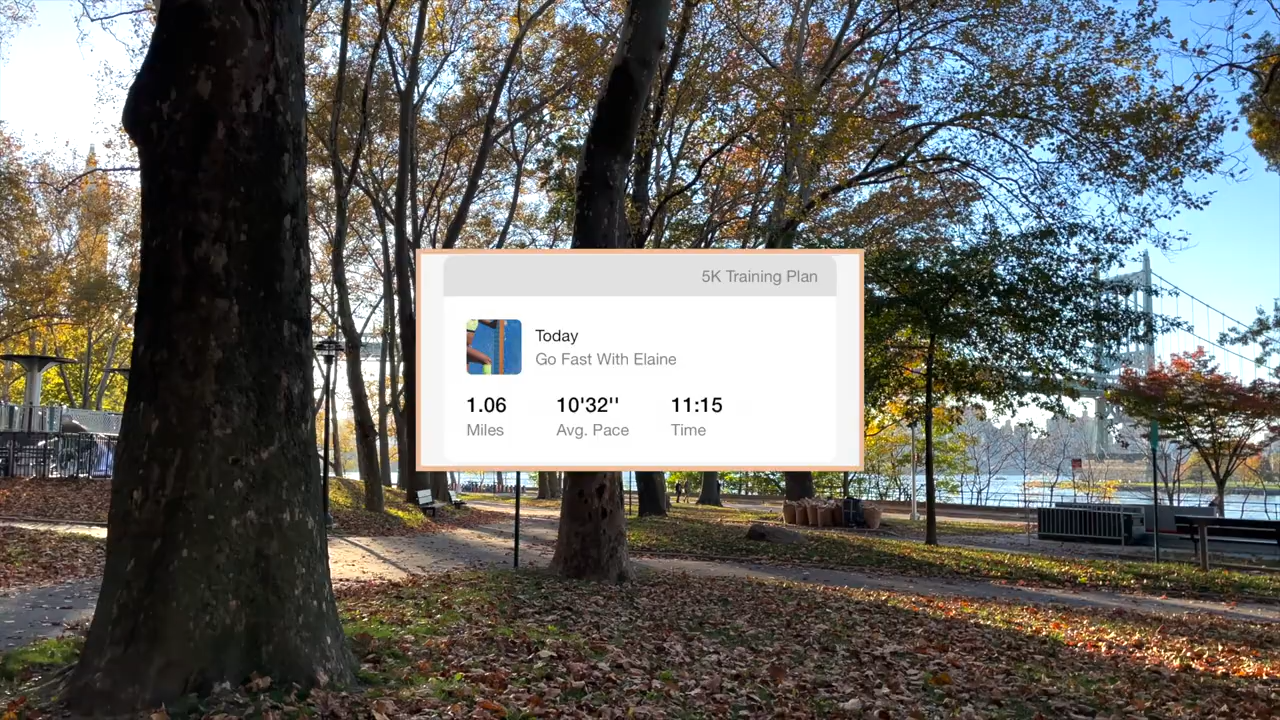 5K Training Plan
Today
Go Fast With Elaine
1.06
Miles
10'32''
Avg. Pace
11:15
Time